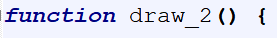 function draw_2() {